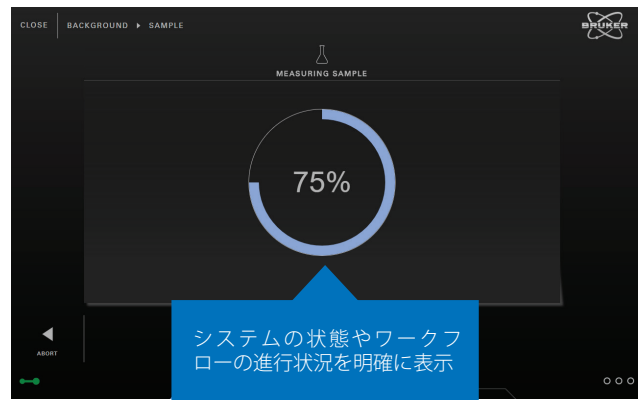 CLOSE
BACKGROUND ▶ SAMPLE
BRUKER
MEASURING SAMPLE
75%
システムの状態やワークフ
ローの進行状況を明確に表示
ABORT